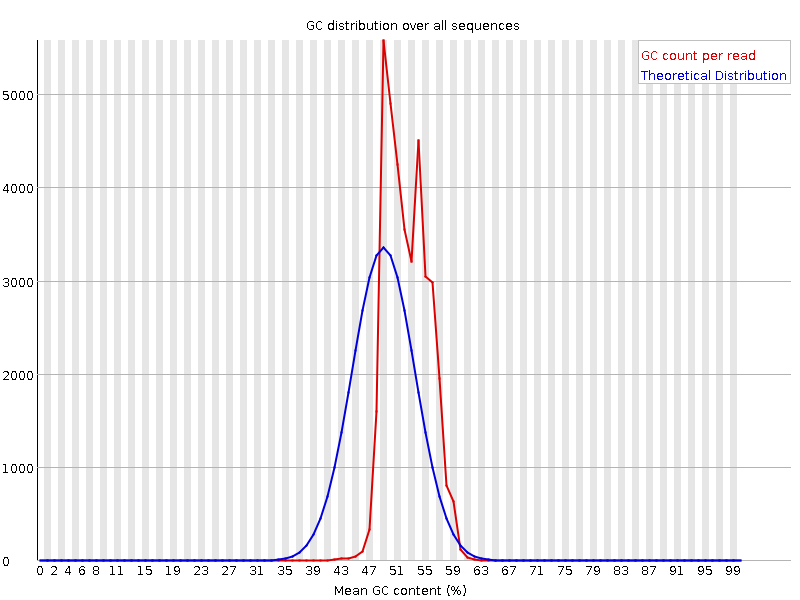 GC distribution over all sequences
GC count per read
Theoretical Distribution
5000
4000
3000
2000
1000
0
0 2 4 6 8 11 15 19 23 27 31 35 39 43 47 51 55 59 63 67 71 75 79 83 87 91 95 99
Mean GC content (%)